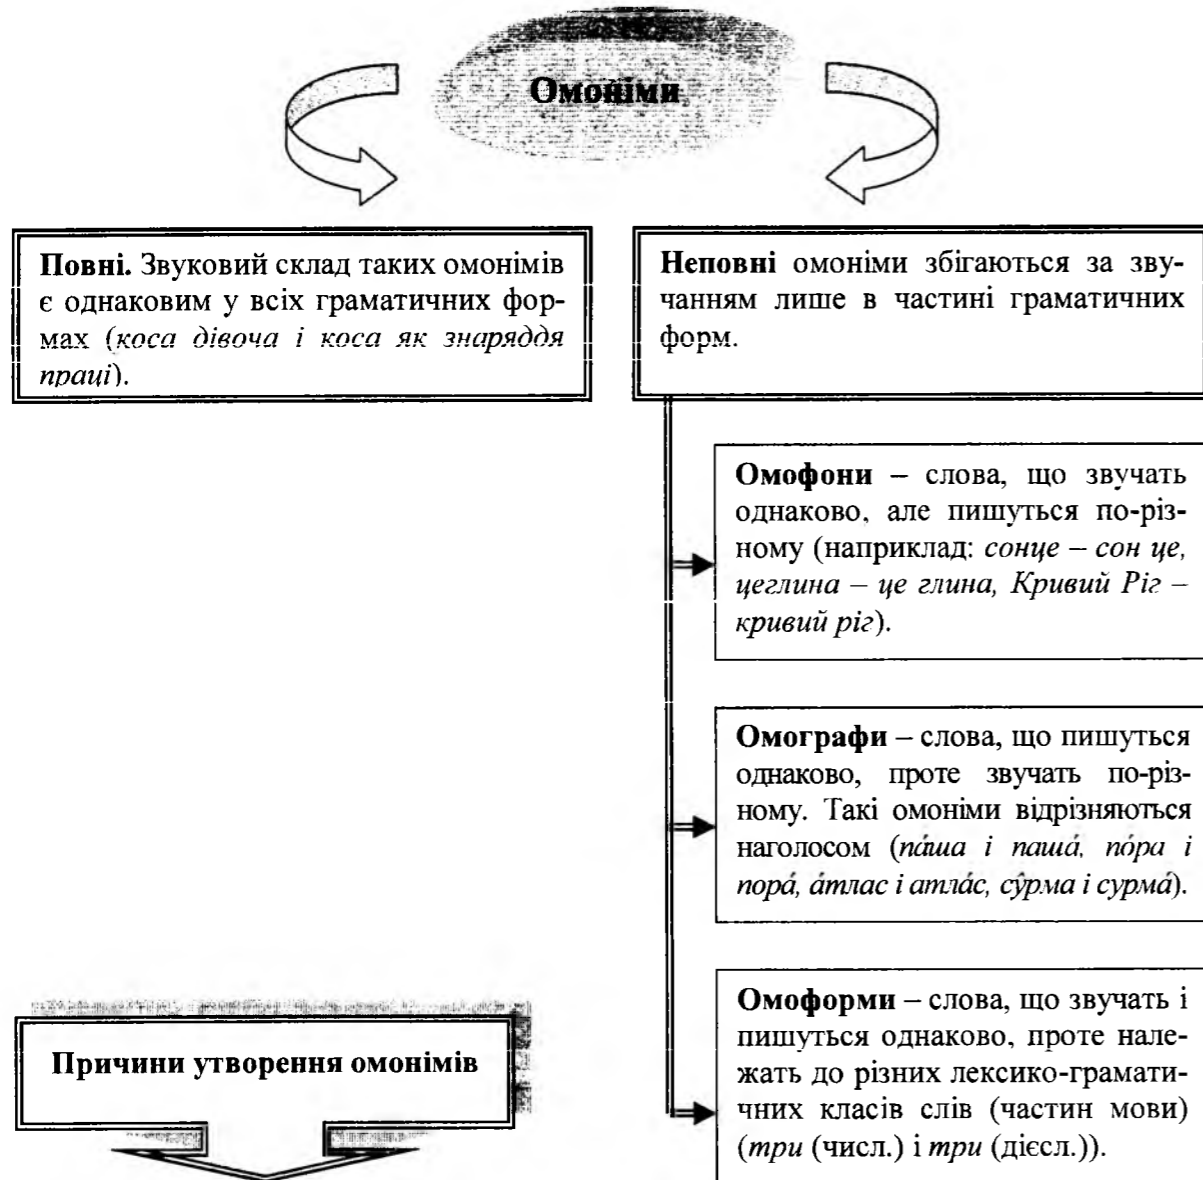 Омоніми
Повні. Звуковий склад таких омонімів
є однаковим у всіх граматичних фор-
мах (коса дівоча і коса як знаряддя
праці).
Неповні омоніми збігаються за зву-
чанням лише в частині граматичних
форм.
Омофони – слова, що звучать
однаково, але пишуться по-різ-
ному (наприклад: сонце – сон це,
цеглина – це глина, Кривий Ріг –
кривий ріг).
Омографи – слова, що пишуться
однаково, проте звучать по-різ-
ному. Такі омоніми відрізняються
наголосом (па́ша і паша́, по́ра і
пора́, а́тлас і атла́с, су́рма і сурма́).
Омоформи – слова, що звучать і
пишуться однаково, проте нале-
жать до різних лексико-грамати-
чних класів слів (частин мови)
(три (числ.) і три (дієсл.)).
Причини утворення омонімів